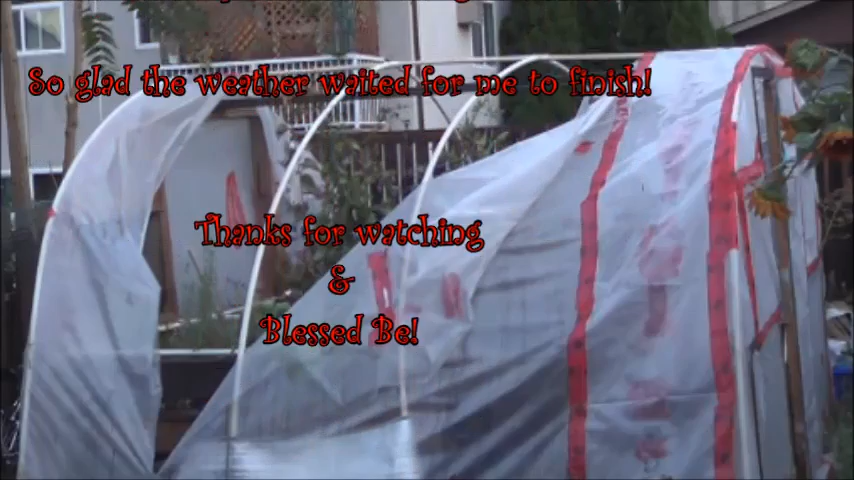 So glad the weather waited for me to finish!
Thanks for watching
&
Blessed Be!